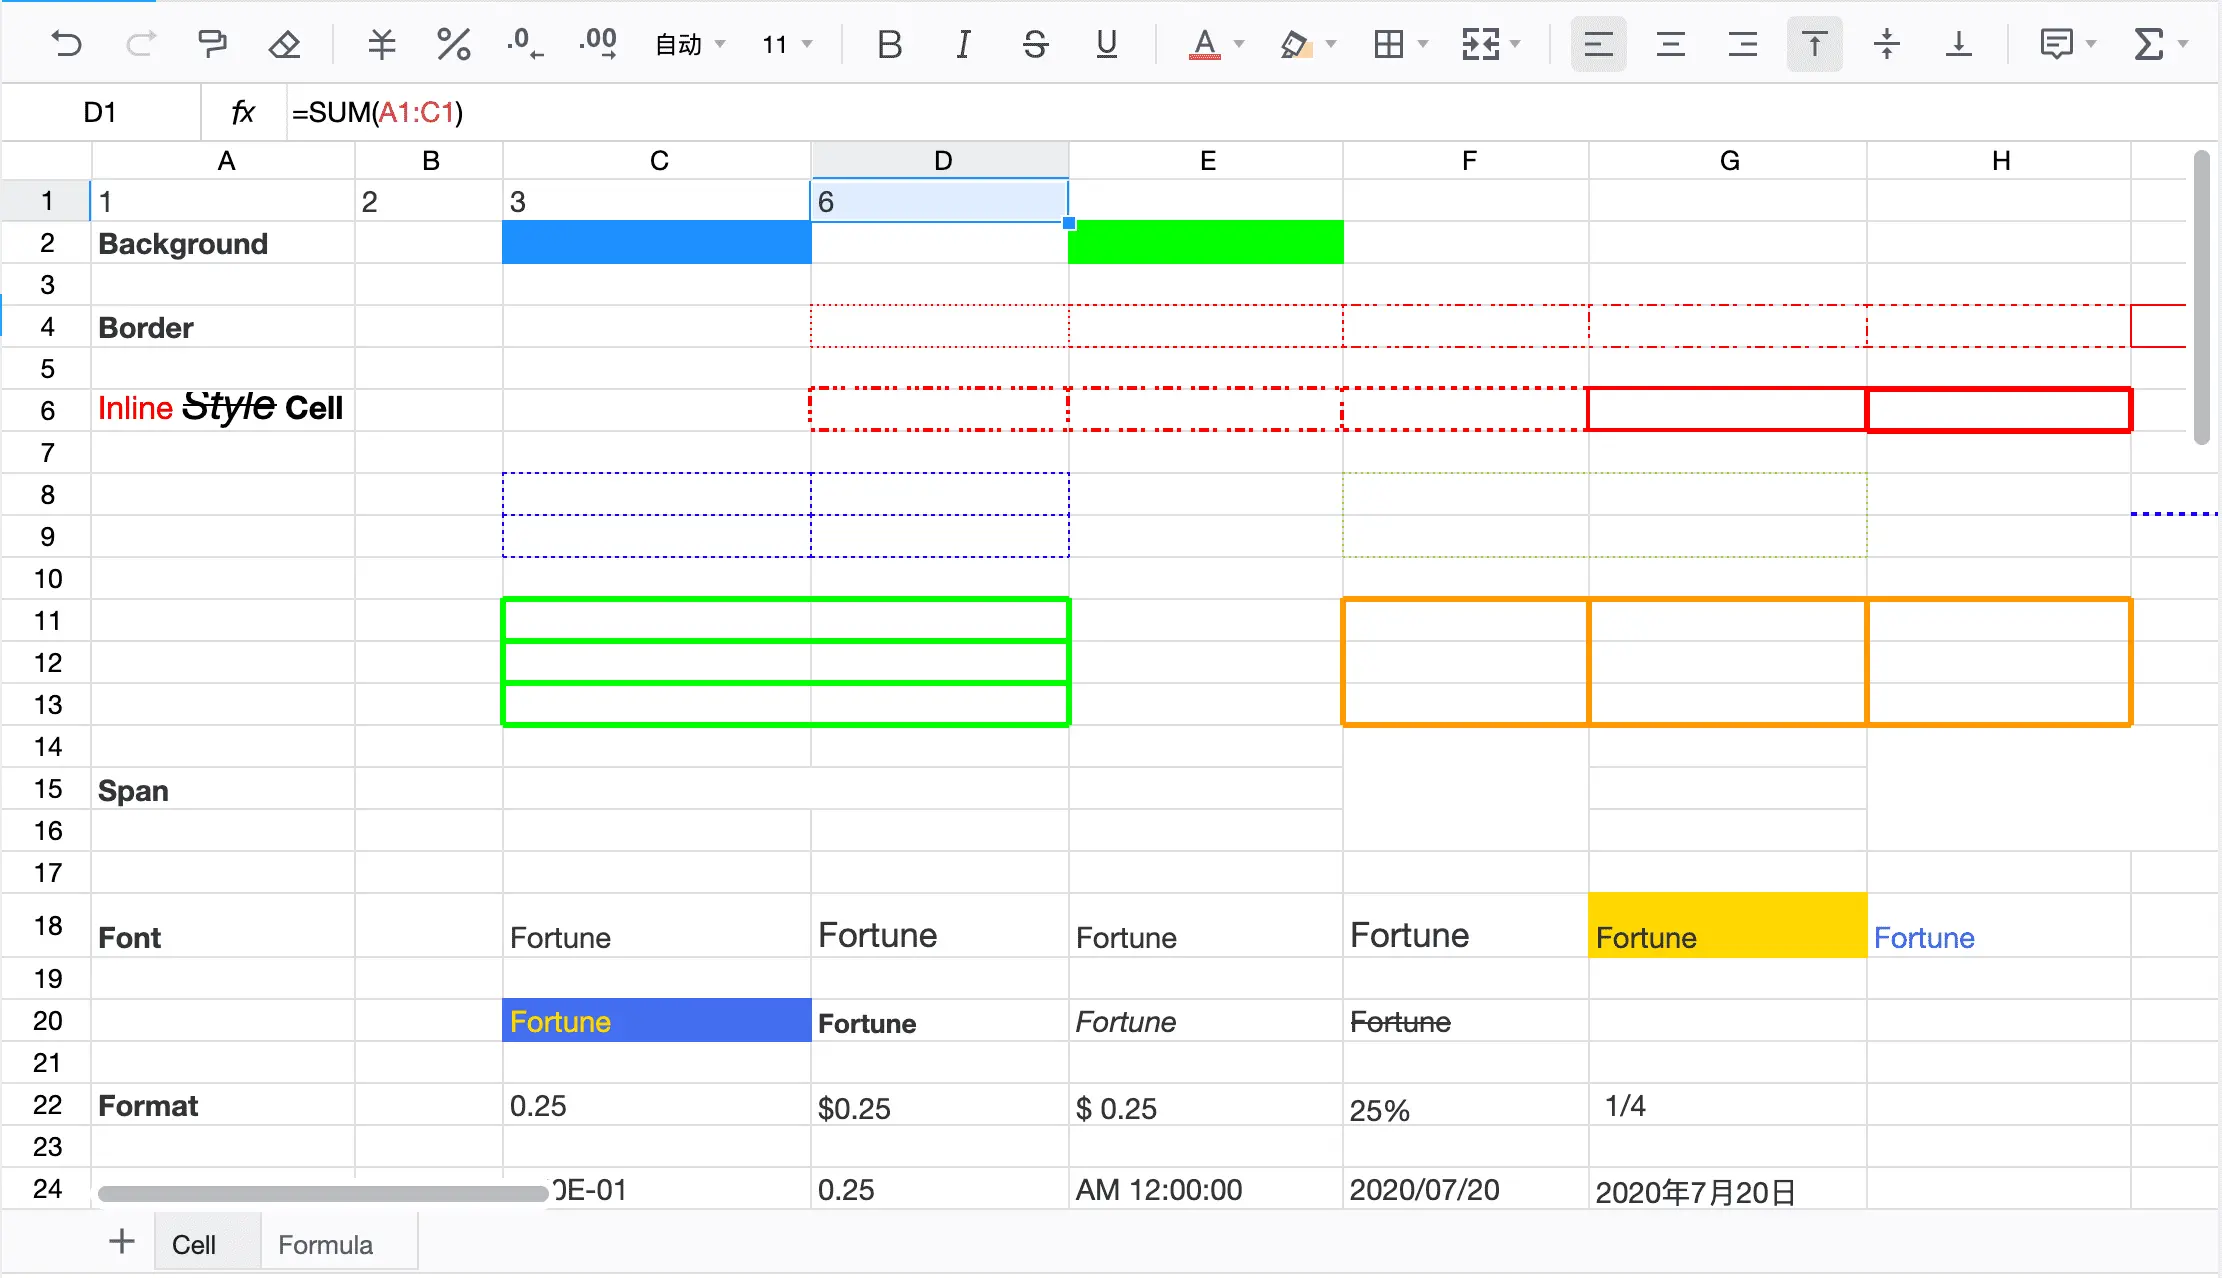 .0 .00 自动 11 B I S U A
D1 fx =SUM(A1:C1)
A B C D E F G H
1 1 2 3 6
2 Background
3
4 Border
5
6 Inline Style Cell
7
8
9
10
11
12
13
14
15 Span
16
17
18 Font Fortune Fortune Fortune Fortune Fortune Fortune
19
20 Fortune Fortune Fortune Fortune
21
22 Format 0.25 $0.25 $ 0.25 25% 1/4
23
24 0E-01 0.25 AM 12:00:00 2020/07/20 2020年7月20日
+ Cell Formula